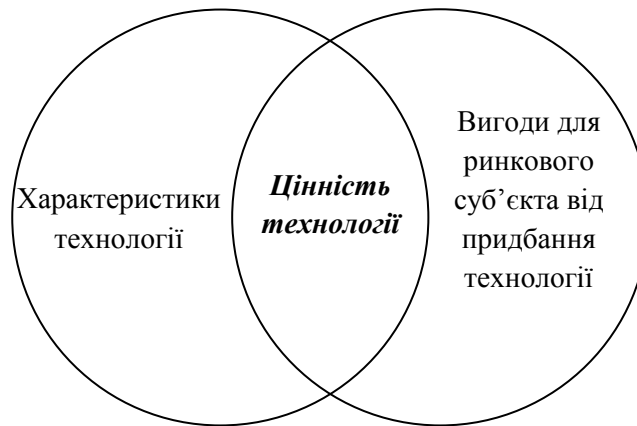 Характеристики
технології
Цінність
технології
Вигоди для
ринкового
суб’єкта від
придбання
технології